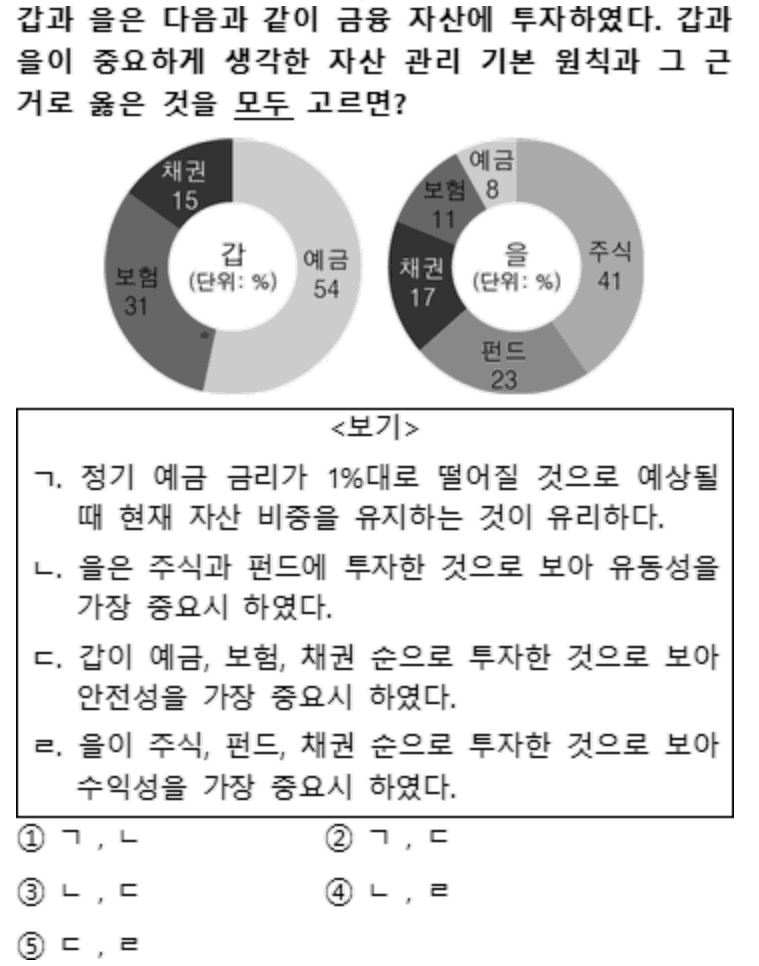 갑과 을은 다음과 같이 금융 자산에 투자하였다. 갑과
을이 중요하게 생각한 자산 관리 기본 원칙과 그 근
거로 옳은 것을 모두 고르면?
채권
15
보험
31
갑
(단위: %)
예금
54
예금
8
보험
11
채권
17
을
(단위: %)
주식
41
펀드
23
<보기>
ㄱ. 정기 예금 금리가 1%대로 떨어질 것으로 예상될
때 현재 자산 비중을 유지하는 것이 유리하다.
ㄴ. 을은 주식과 펀드에 투자한 것으로 보아 유동성을
가장 중요시 하였다.
ㄷ. 갑이 예금, 보험, 채권 순으로 투자한 것으로 보아
안전성을 가장 중요시 하였다.
ㄹ. 을이 주식, 펀드, 채권 순으로 투자한 것으로 보아
수익성을 가장 중요시 하였다.
① ㄱ , ㄴ ② ㄱ , ㄷ
③ ㄴ , ㄷ ④ ㄴ , ㄹ
⑤ ㄷ , ㄹ